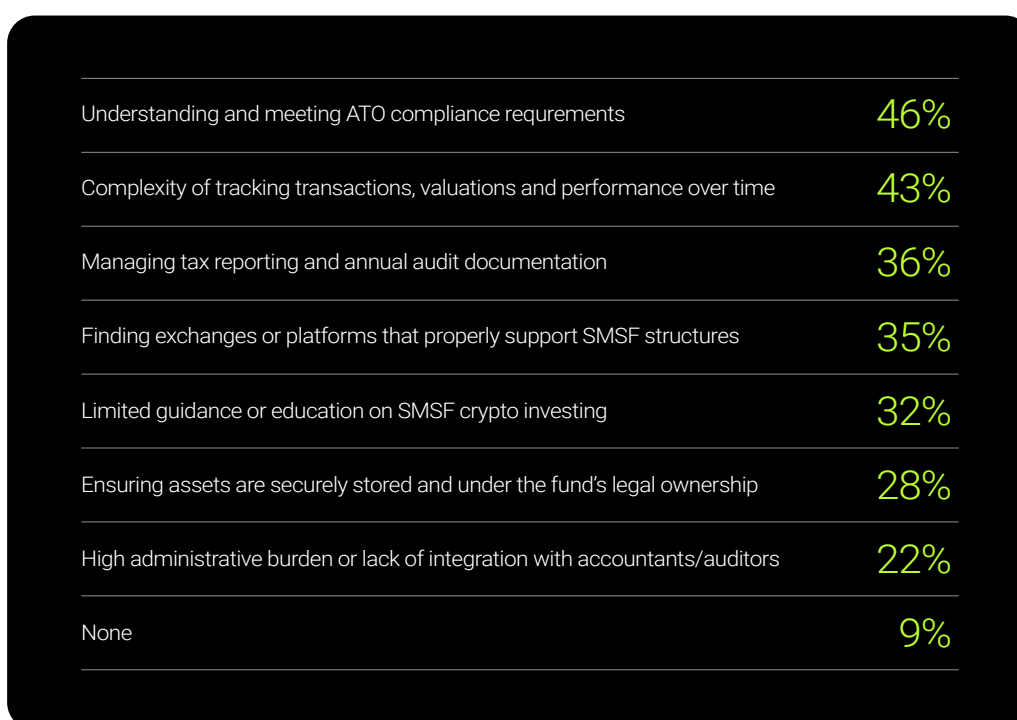 Understanding and meeting ATO compliance requrements 46%
Complexity of tracking transactions, valuations and performance over time 43%
Managing tax reporting and annual audit documentation 36%
Finding exchanges or platforms that properly support SMSF structures 35%
Limited guidance or education on SMSF crypto investing 32%
Ensuring assets are securely stored and under the fund’s legal ownership 28%
High administrative burden or lack of integration with accountants/auditors 22%
None 9%